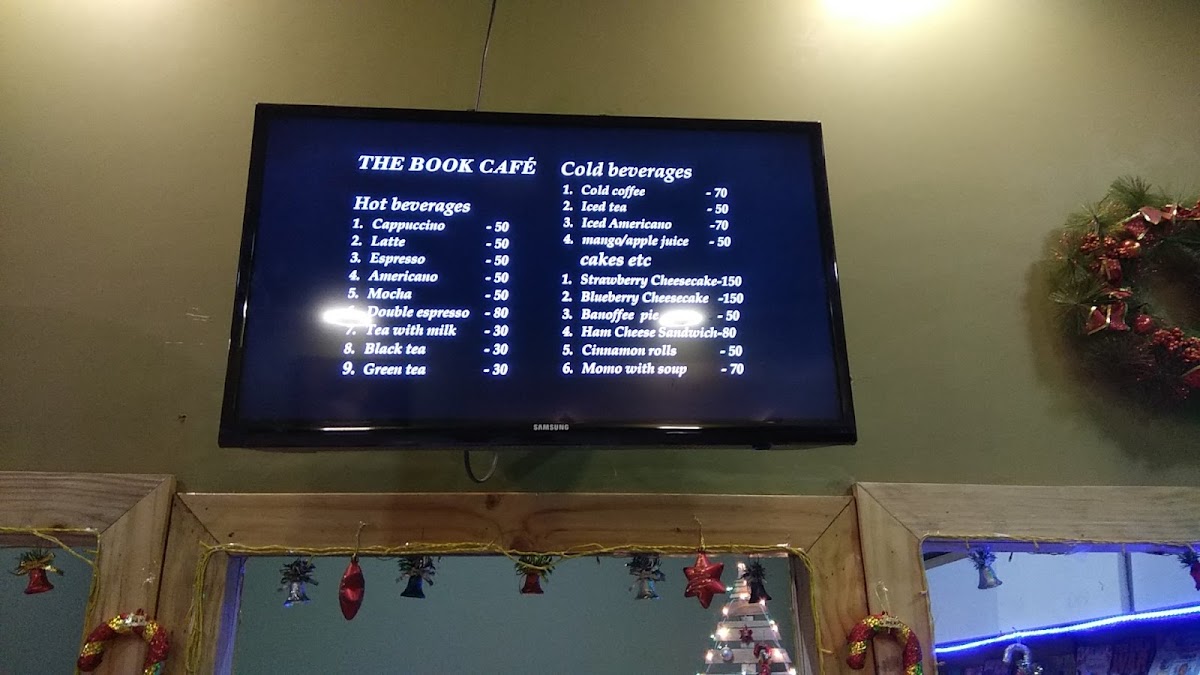 THE BOOK CAFÉ
Hot beverages
1. Cappuccino - 50
2. Latte - 50
3. Espresso - 50
4. Americano - 50
5. Mocha - 50
6. Double espresso - 80
7. Tea with milk - 30
8. Black tea - 30
9. Green tea - 30
Cold beverages
1. Cold coffee - 70
2. Iced tea - 50
3. Iced Americano -70
4. mango/apple juice - 50
cakes etc
1. Strawberry Cheesecake-150
2. Blueberry Cheesecake -150
3. Banoffee pie - 50
4. Ham Cheese Sandwich-80
5. Cinnamon rolls - 50
6. Momo with soup - 70
SAMSUNG